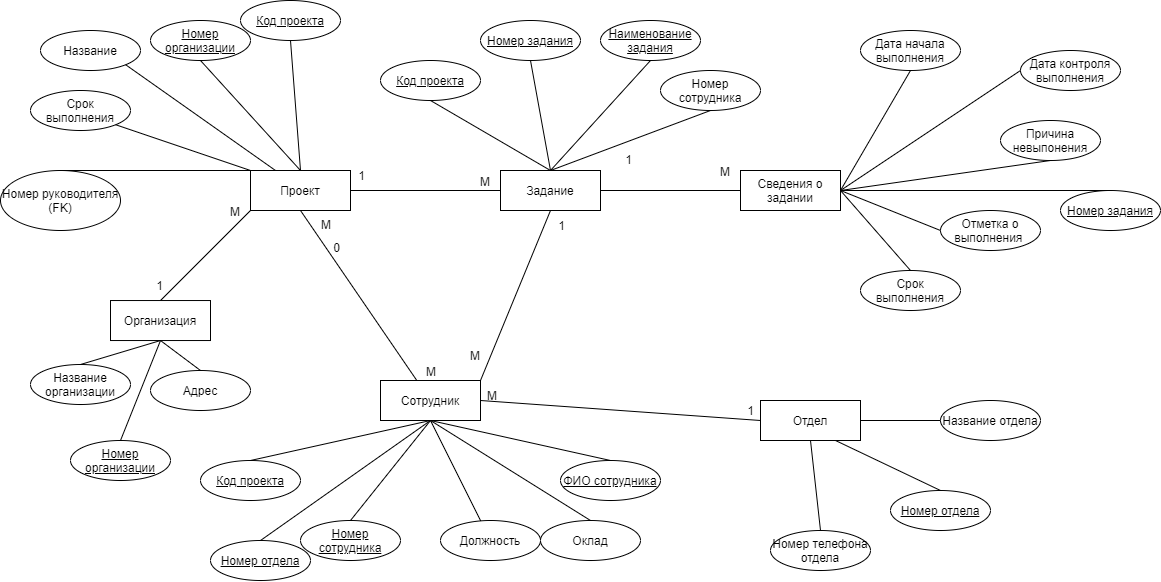 Код проекта
Номер
организации
Название
Срок
выполнения
Номер руководителя
(FK)
Проект
1
M
M
M
0
Номер задания
Наименование
задания
Код проекта
Номер
сотрудника
Задание
1
M
1
Дата начала
выполнения
Дата контроля
выполнения
Причина
невыпонения
Номер задания
Отметка о
выполнения
Срок
выполнения
Сведения о
задании
1
Организация
Название
организации
Адрес
Номер
организации
M
M
Сотрудник
M
1
Отдел
Название отдела
Код проекта
ФИО сотрудника
Номер отдела
Номер
сотрудника
Должность
Оклад
Номер отдела
Номер телефона
отдела